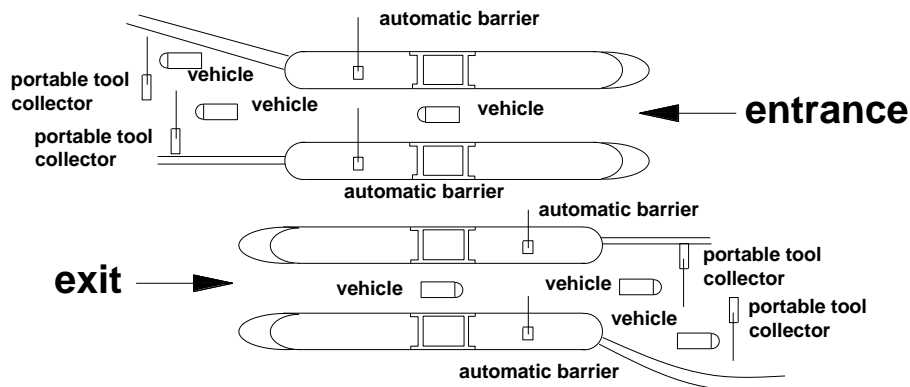 automatic barrier
vehicle
portable tool
collector
vehicle
vehicle
entrance
portable tool
collector
automatic barrier
automatic barrier
portable tool
collector
exit
vehicle
vehicle
portable tool
collector
vehicle
automatic barrier